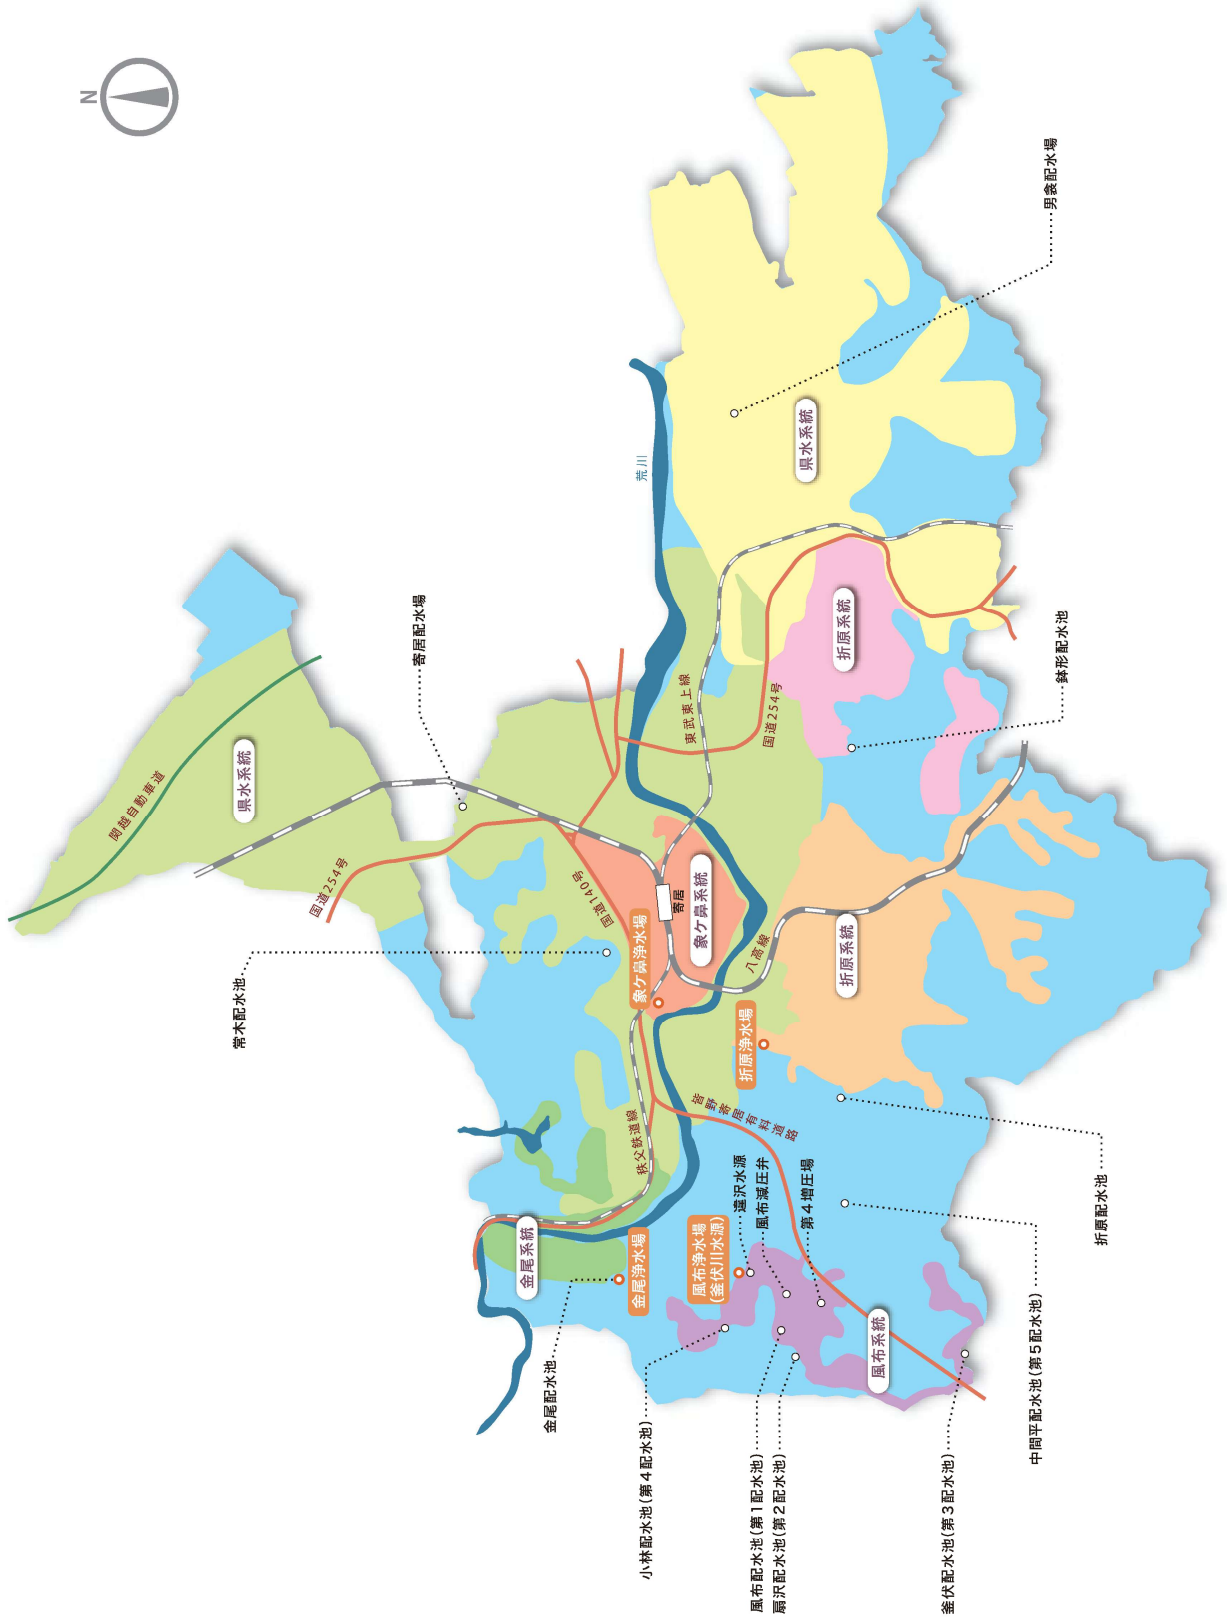 N
男衾配水場
荒川
県水系統
寄居配水場
関越自動車道
県水系統
国道254号
国道140号
東武東上線
国道254号
折原系統
鉢形配水池
寄居
象ケ鼻系統
象ケ鼻浄水場
八高線
折原系統
常木配水池
折原浄水場
秩父鉄道線
皆野寄居有料道路
折原配水池
違沢水源
風布減圧弁
第4増圧場
金尾系統
金尾浄水場
風布浄水場
(釜伏川水源)
風布系統
金尾配水池
中間平配水池(第5配水池)
小林配水池(第4配水池)
風布配水池(第1配水池)
扇沢配水池(第2配水池)
釜伏配水池(第3配水池)